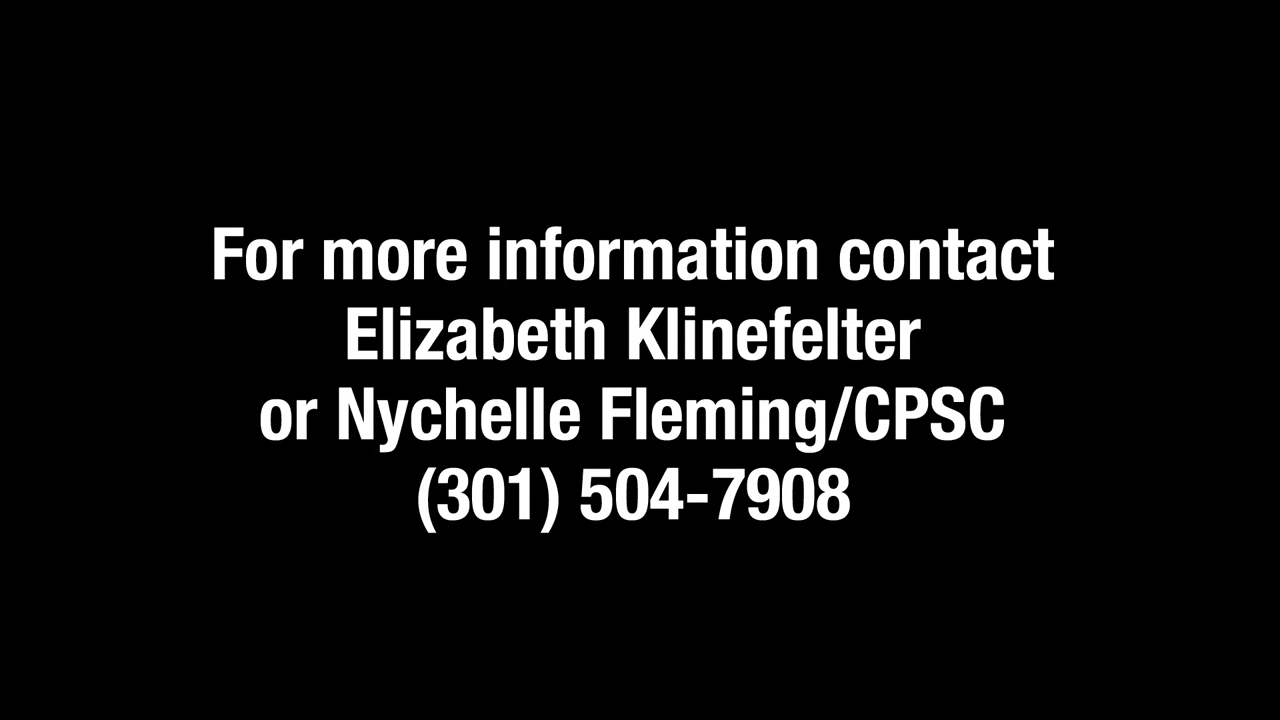 For more information contact
Elizabeth Klinefelter
or Nychelle Fleming/CPSC
(301) 504-7908